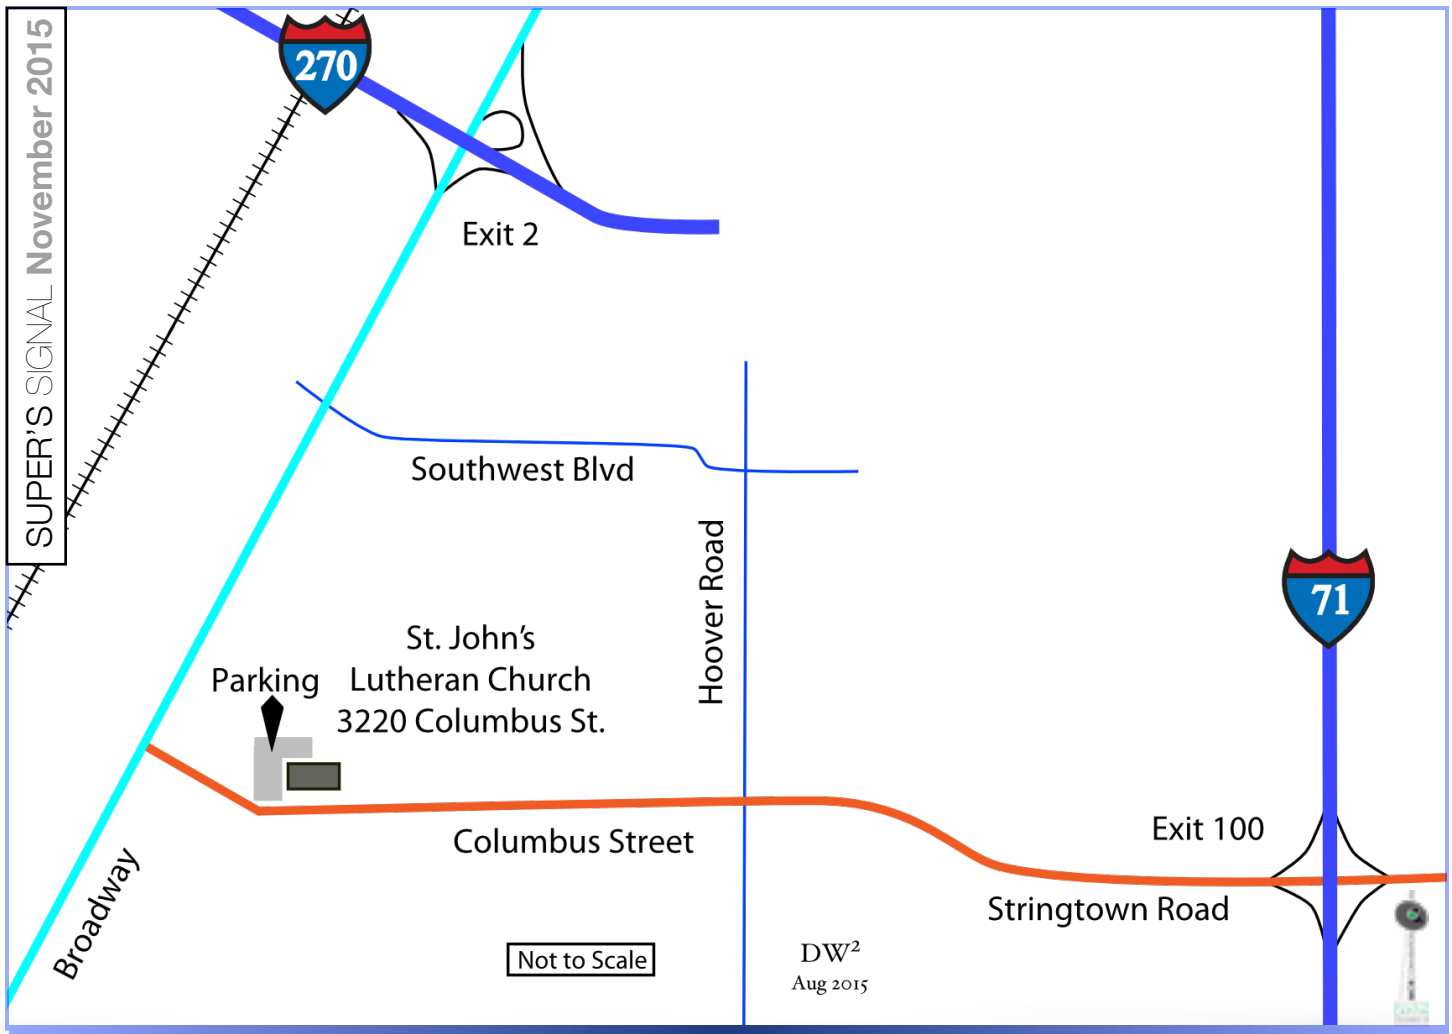 SUPER'S SIGNAL November 2015
270
Exit 2
Southwest Blvd
Hoover Road
71
St. John's
Lutheran Church
3220 Columbus St.
Parking
Exit 100
Columbus Street
Stringtown Road
Broadway
Not to Scale
DW²
Aug 2015